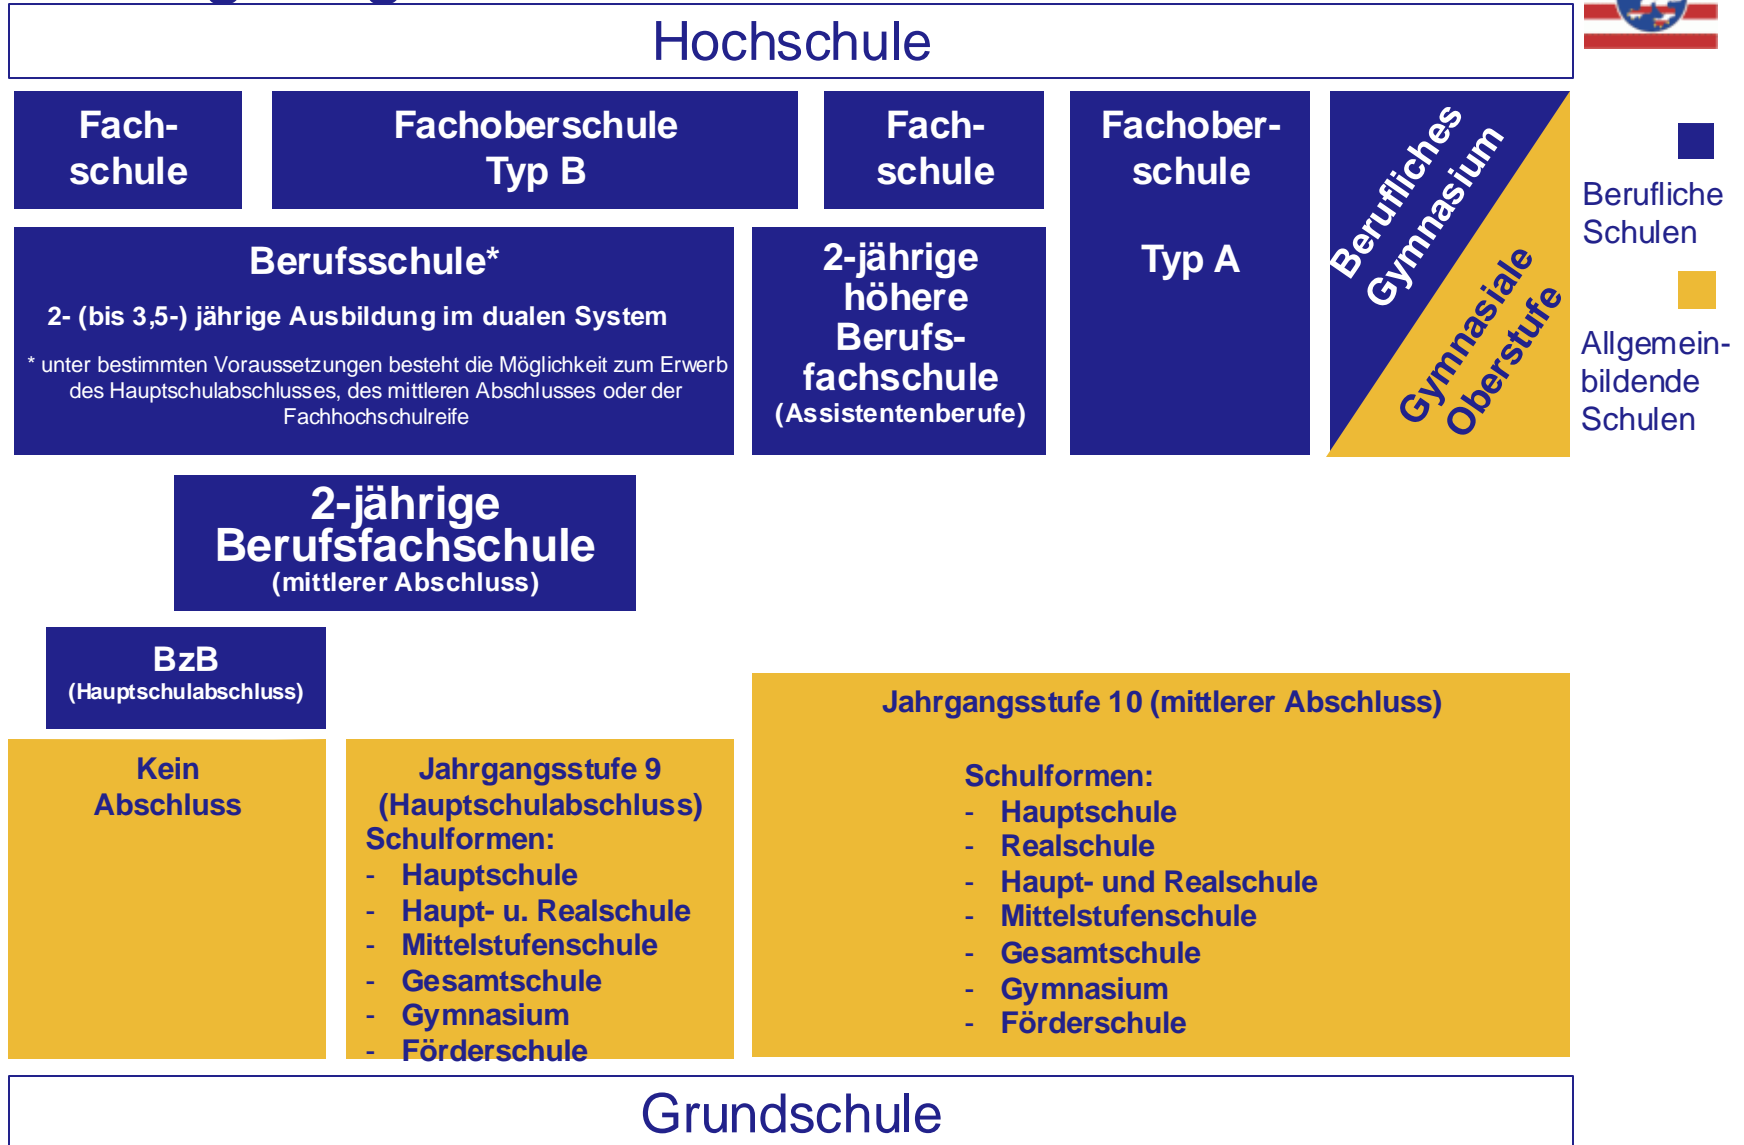 Hochschule
Fach-
schule
Fachoberschule
Typ B
Fach-
schule
Fachober-
schule
Typ A
Berufliches
Gymnasium
Gymnasiale
Oberstufe
Berufliche
Schulen
Allgemein-
bildende
Schulen
Berufsschule*
2- (bis 3,5-) jährige Ausbildung im dualen System
* unter bestimmten Voraussetzungen besteht die Möglichkeit zum Erwerb
des Hauptschulabschlusses, des mittleren Abschlusses oder der
Fachhochschulreife
2-jährige
höhere
Berufs-
fachschule
(Assistentenberufe)
2-jährige
Berufsfachschule
(mittlerer Abschluss)
BzB
(Hauptschulabschluss)
Kein
Abschluss
Jahrgangsstufe 9
(Hauptschulabschluss)
Schulformen:
- Hauptschule
- Haupt- u. Realschule
- Mittelstufenschule
- Gesamtschule
- Gymnasium
- Förderschule
Jahrgangsstufe 10 (mittlerer Abschluss)
Schulformen:
- Hauptschule
- Realschule
- Haupt- und Realschule
- Mittelstufenschule
- Gesamtschule
- Gymnasium
- Förderschule
Grundschule